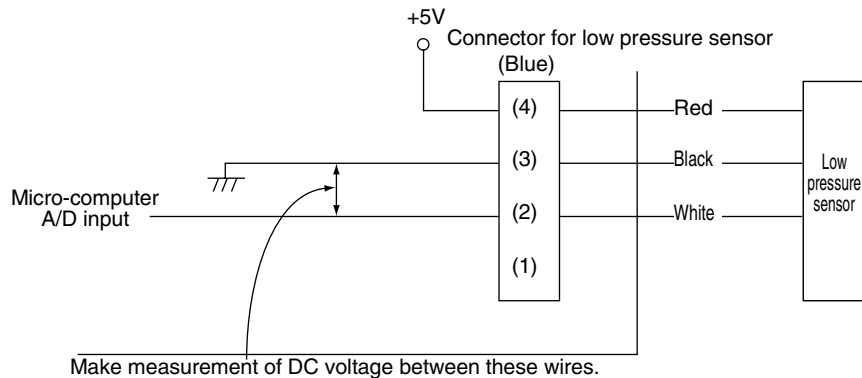 +5V
Connector for low pressure sensor
(Blue)
(4)
Red
(3)
Black
Low
pressure
sensor
Micro-computer
A/D input
(2)
White
(1)
Make measurement of DC voltage between these wires.